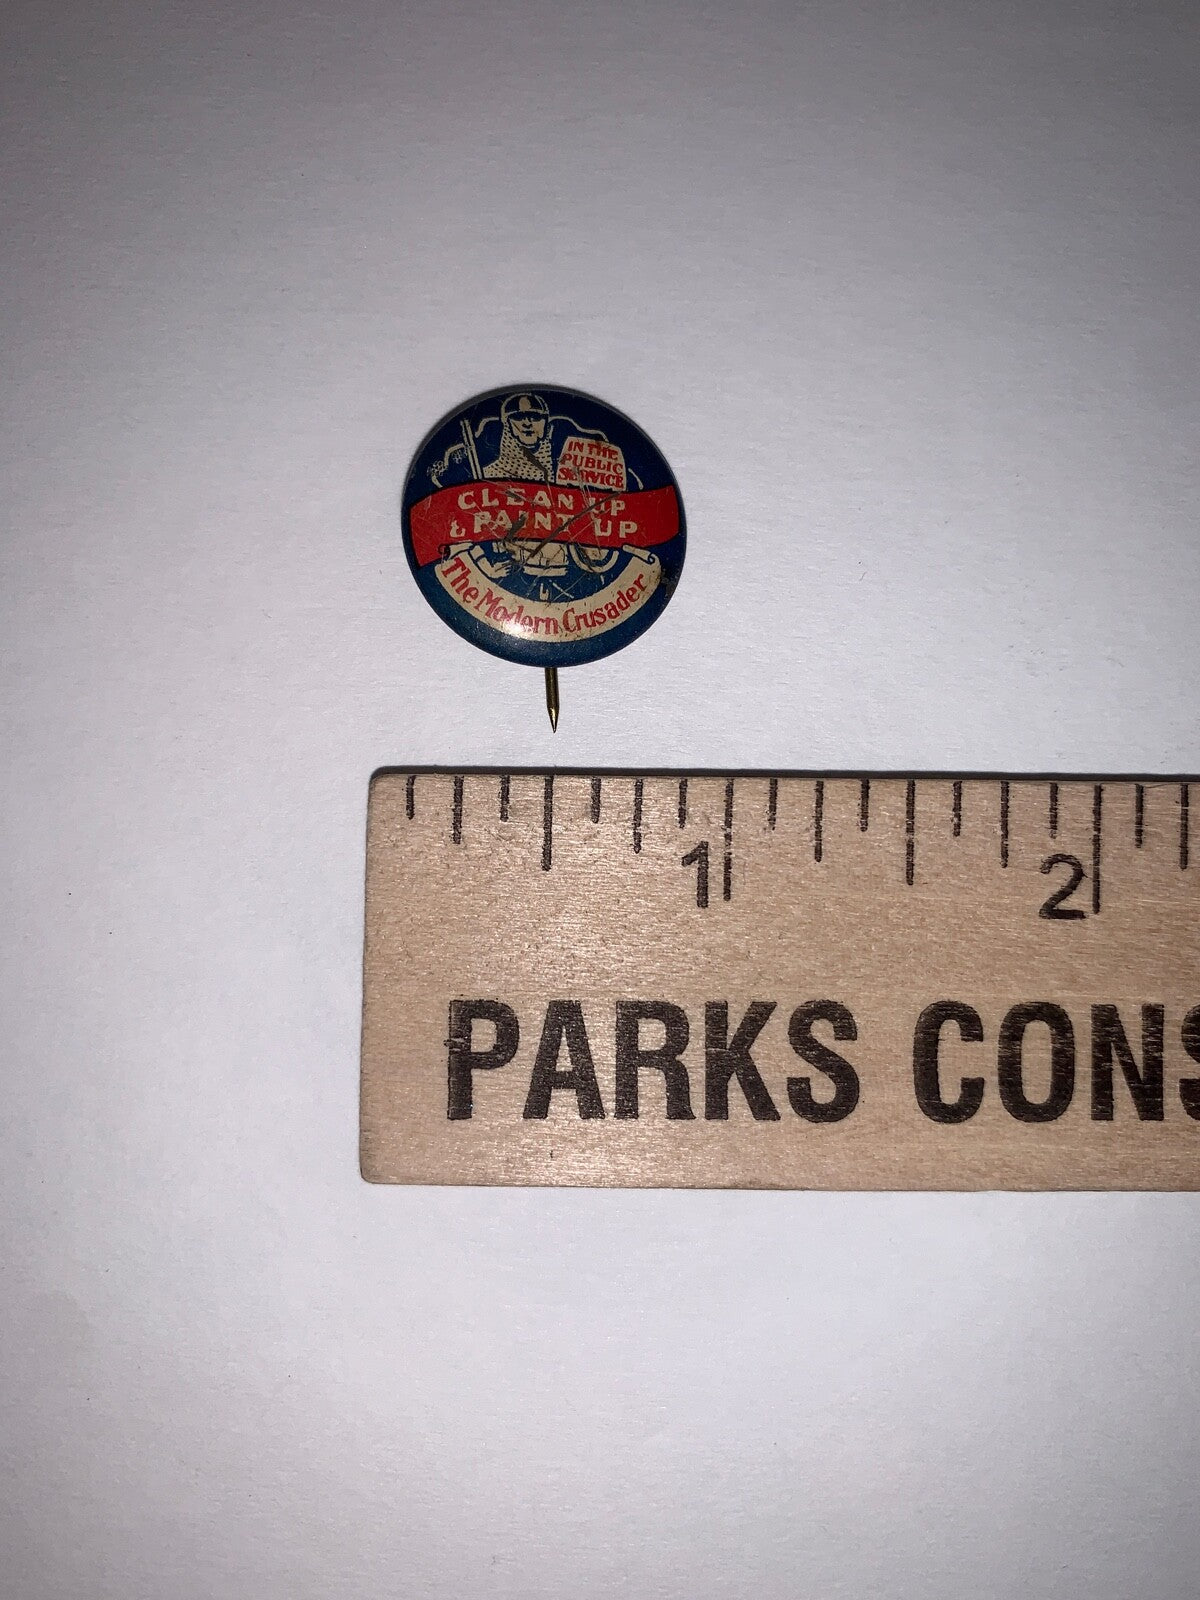 IN THE
PUBLIC
SERVICE
CLEAN UP
& PAINT UP
The Modern Crusader
1 2
PARKS CONS